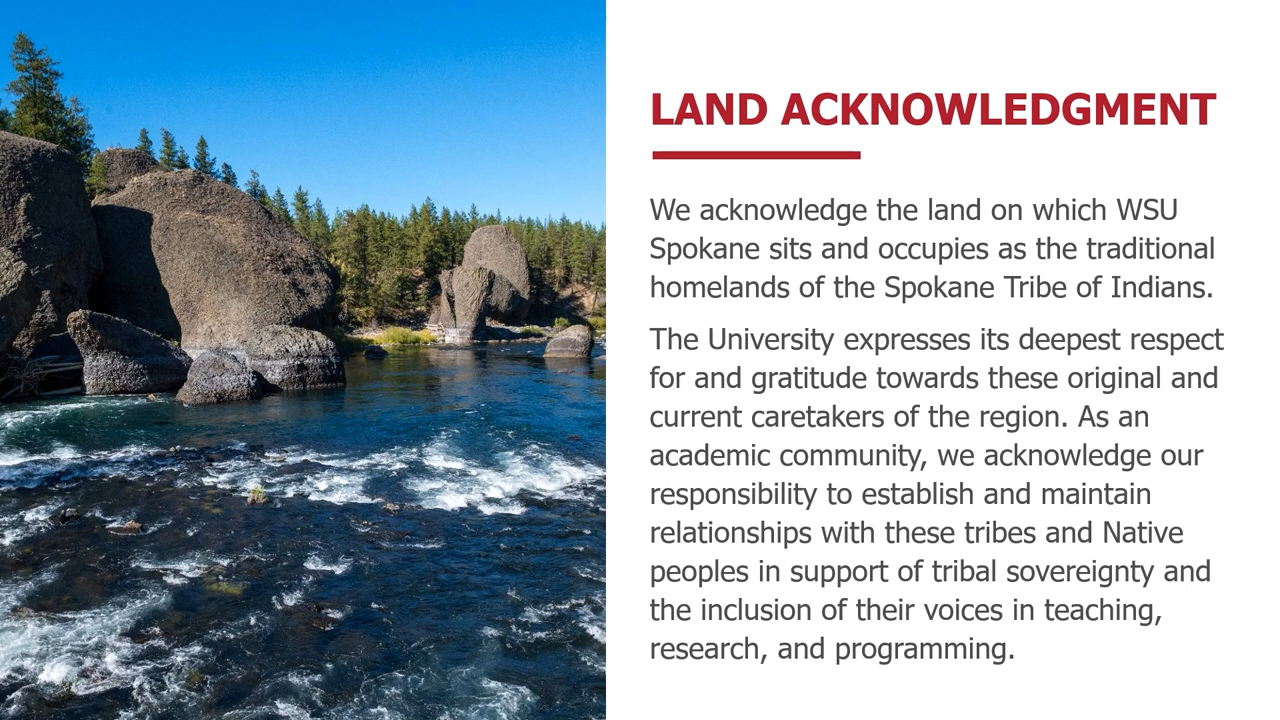 LAND ACKNOWLEDGMENT
We acknowledge the land on which WSU
Spokane sits and occupies as the traditional
homelands of the Spokane Tribe of Indians.
The University expresses its deepest respect
for and gratitude towards these original and
current caretakers of the region. As an
academic community, we acknowledge our
responsibility to establish and maintain
relationships with these tribes and Native
peoples in support of tribal sovereignty and
the inclusion of their voices in teaching,
research, and programming.